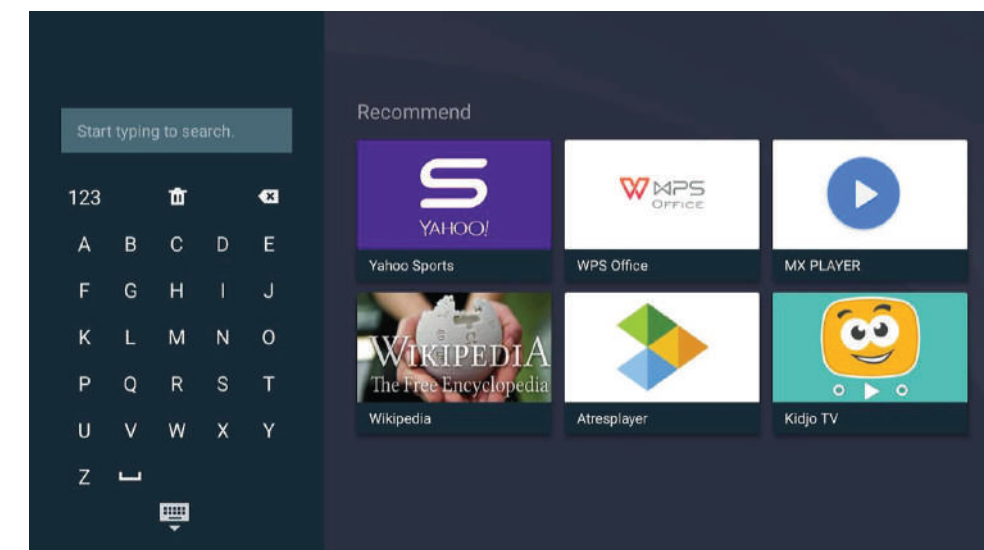 Start typing to search.
123
A B C D E
F G H I J
K L M N O
P Q R S T
U V W X Y
Z
Recommend
S
YAHOO!
Yahoo Sports
W WPS
OFFICE
WPS Office
MX PLAYER
WIKIPEDIA
The Free Encyclopedia
Wikipedia
Atresplayer
Kidjo TV